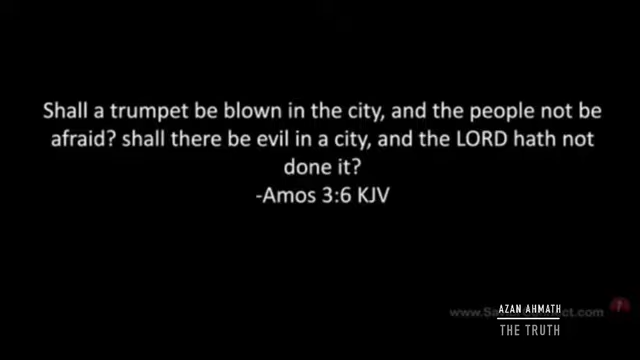 Shall a trumpet be blown in the city, and the people not be
afraid? shall there be evil in a city, and the LORD hath not
done it?
-Amos 3:6 KJV
AZAN AHMATH
THE TRUTH